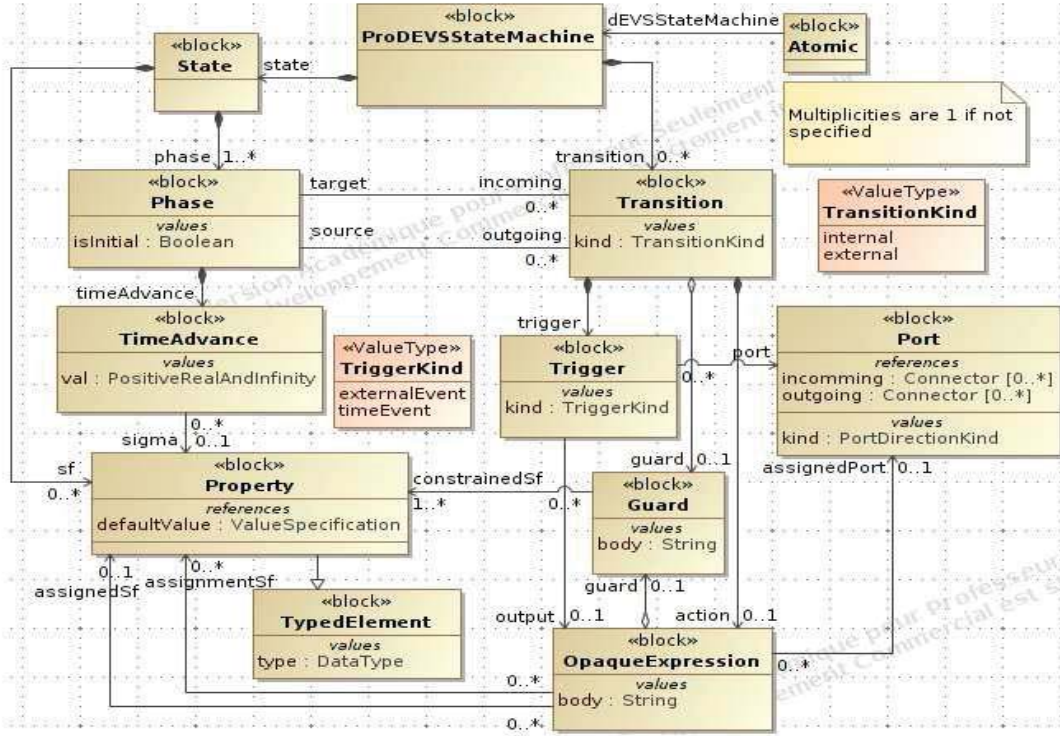 «block»
ProDEVSStateMachine
dEVSStateMachine
«block»
Atomic
«block»
State
state
Multiplicities are 1 if not
specified
phase 1..*
transition 0..*
«block»
Phase
values
isInitial : Boolean
target
incoming
0..*
source
outgoing
0..*
«block»
Transition
values
kind : TransitionKind
«ValueType»
TransitionKind
internal
external
timeAdvance
trigger
port
0..*
«block»
TimeAdvance
values
val : PositiveRealAndInfinity
«ValueType»
TriggerKind
externalEvent
timeEvent
«block»
Trigger
values
kind : TriggerKind
«block»
Port
references
incomming : Connector [0..*]
outgoing : Connector [0..*]
values
kind : PortDirectionKind
0..*
sigma 0..1
sf
0..*
guard 0..1
assignedPort 0..1
«block»
Property
references
defaultValue : ValueSpecification
constrainedSf
1..*
0..*
«block»
Guard
values
body : String
0..1
assignedSf
0..*
assignmentSf
guard 0..1
«block»
TypedElement
values
type : DataType
output 0..1
action 0..1
«block»
OpaqueExpression
values
body : String
0..*
0..*
0..*